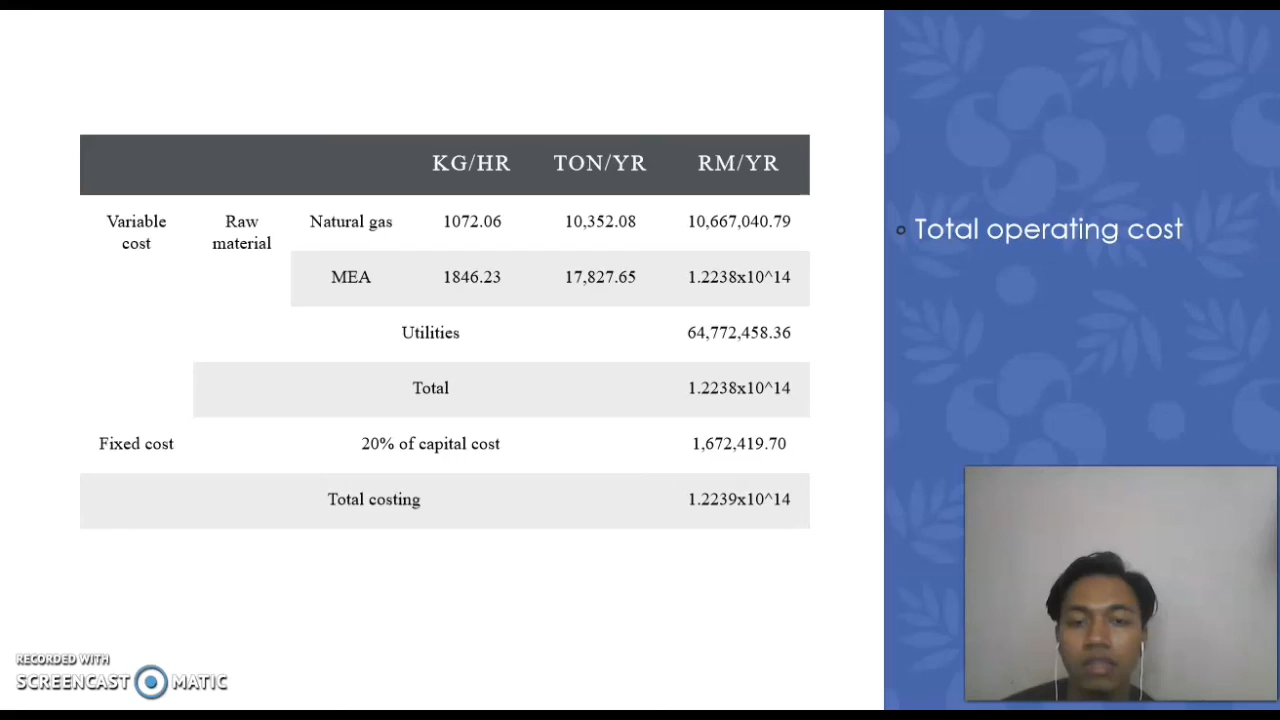 KG/HR TON/YR RM/YR
Variable cost Raw material Natural gas 1072.06 10,352.08 10,667,040.79
MEA 1846.23 17,827.65 1.2238x10^14
Utilities 64,772,458.36
Total 1.2238x10^14
Fixed cost 20% of capital cost 1,672,419.70
Total costing 1.2239x10^14
Total operating cost
RECORDED WITH
SCREENCAST MATIC